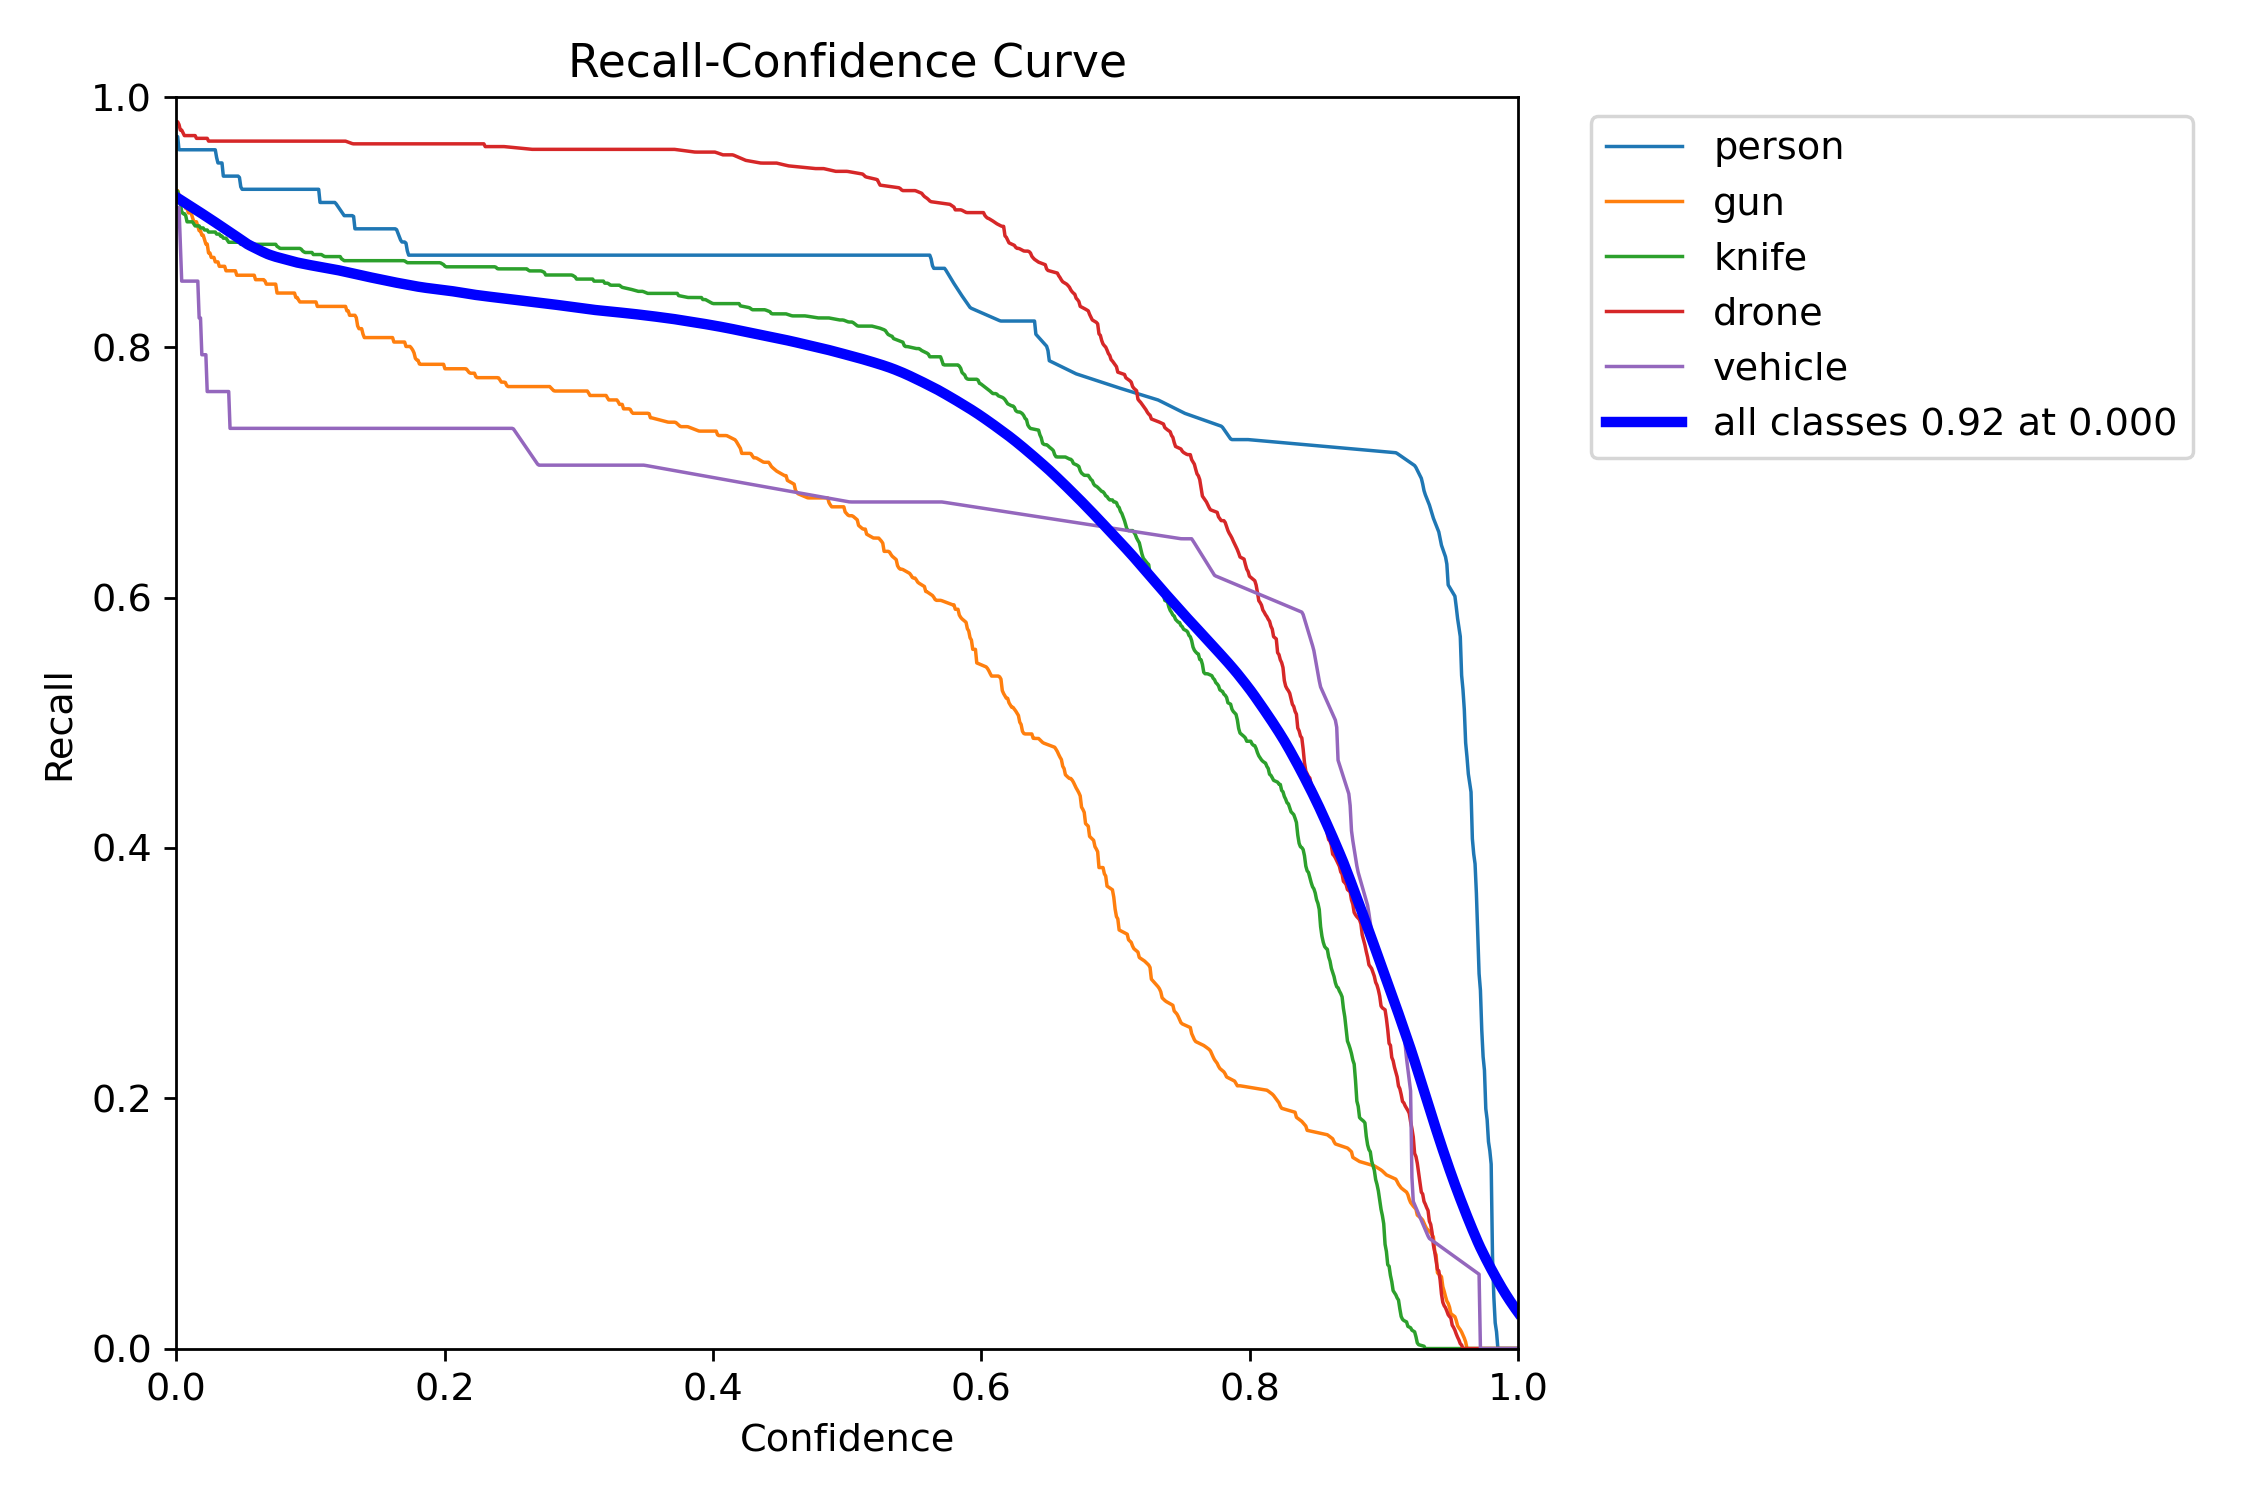 Recall-Confidence Curve
1.0
0.8
0.6
0.4
0.2
0.0
Recall
0.0 0.2 0.4 0.6 0.8 1.0
Confidence
person
gun
knife
drone
vehicle
all classes 0.92 at 0.000